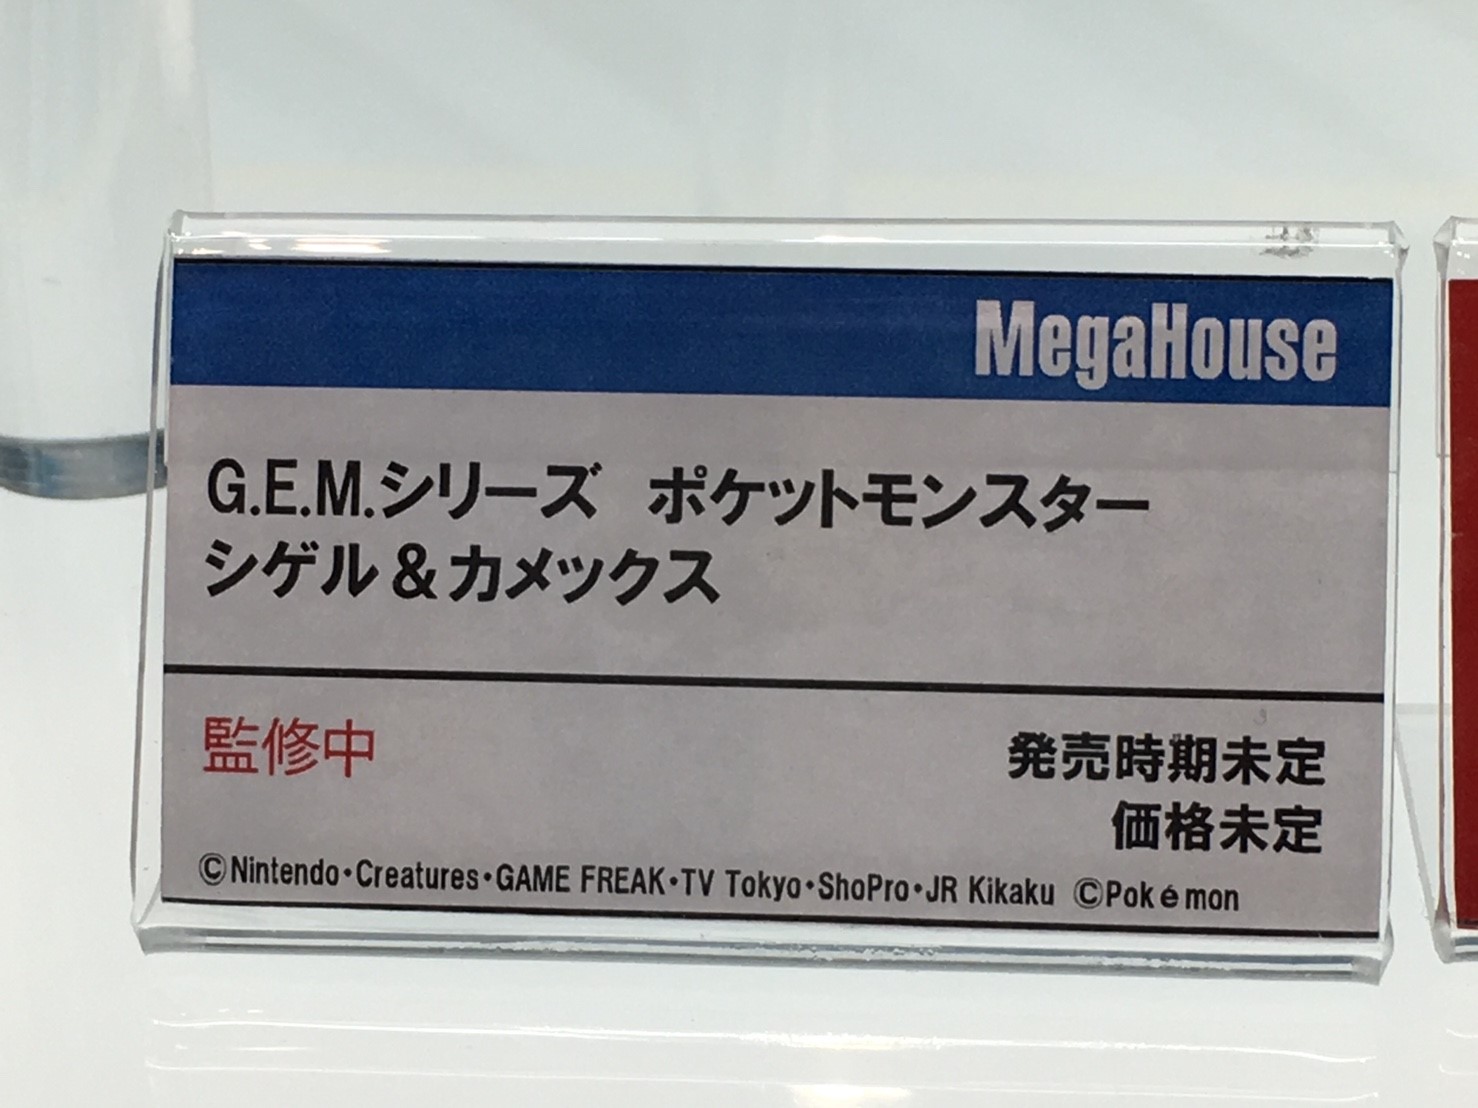 MegaHouse
G.E.M.シリーズ　ポケットモンスター
シゲル＆カメックス
監修中
発売時期未定
価格未定
©Nintendo・Creatures・GAME FREAK・TV Tokyo・ShoPro・JR Kikaku ©Pokémon